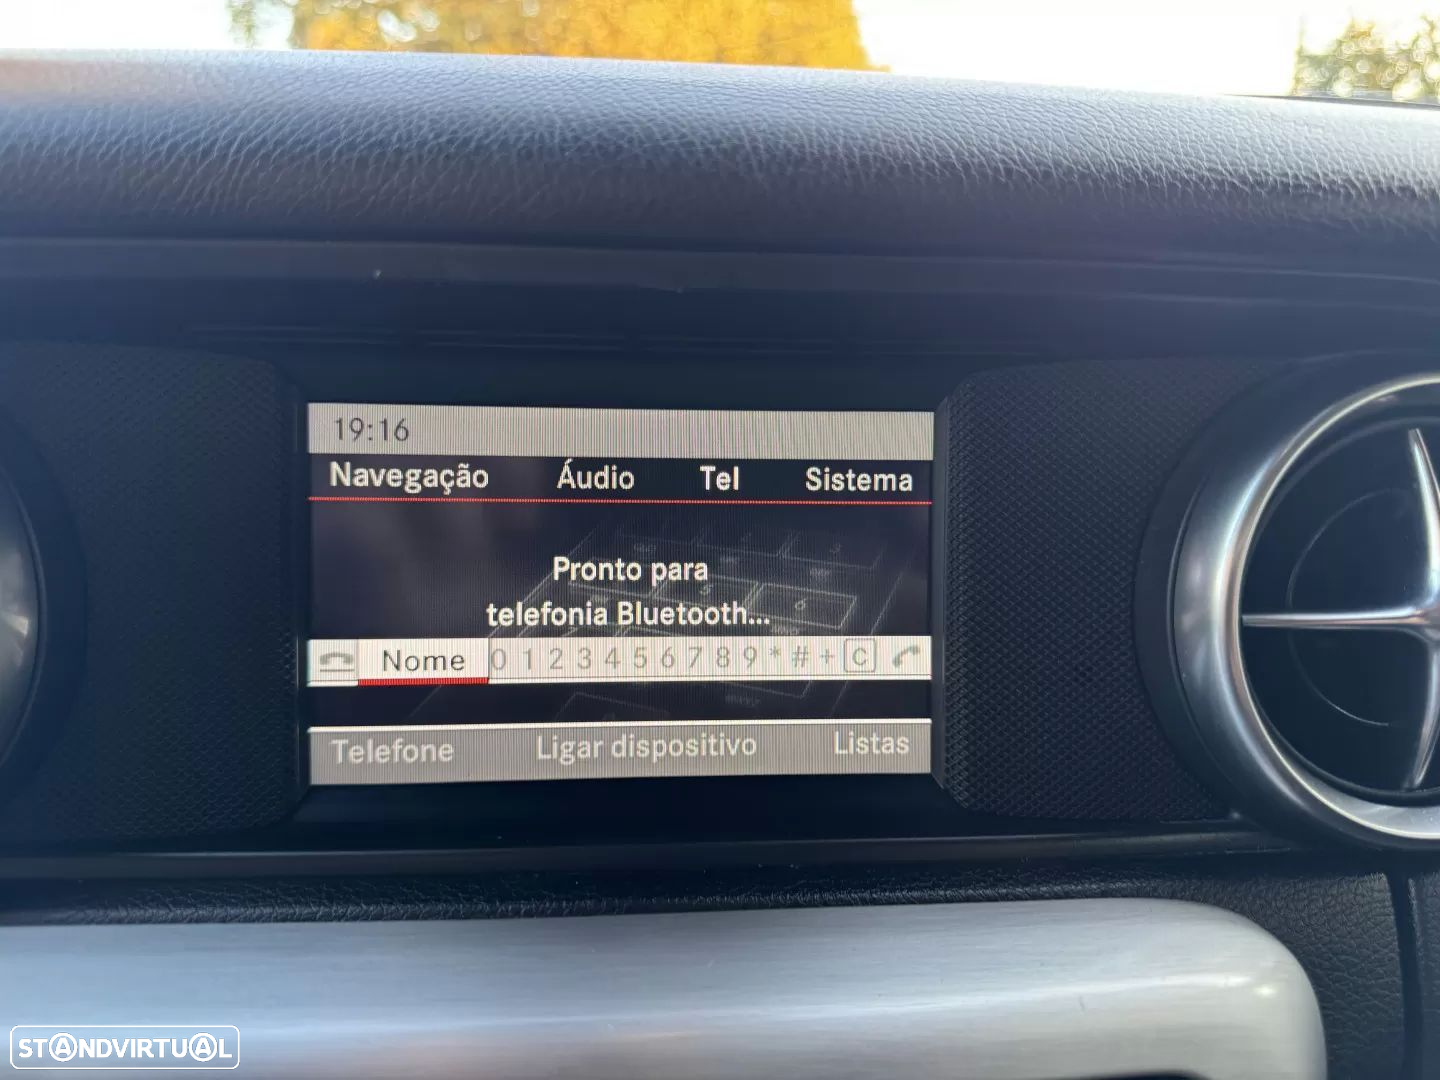 19:16
Navegação Áudio Tel Sistema
Pronto para
telefonia Bluetooth...
Nome 0 1 2 3 4 5 6 7 8 9 * # + C
Telefone Ligar dispositivo Listas
STANDVIRTUAL